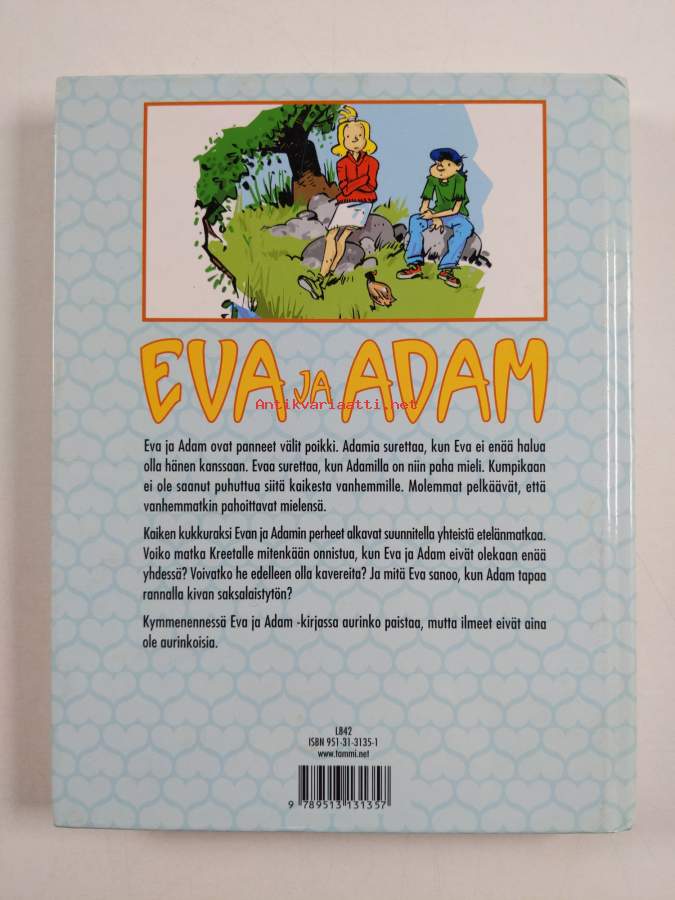 EVA JA ADAM
Antikvariaatti.net
Eva ja Adam ovat panneet välit poikki. Adamia surettaa, kun Eva ei enää halua
olla hänen kanssaan. Evaa surettaa, kun Adamilla on niin paha mieli. Kumpikaan
ei ole saanut puhuttua siitä kaikesta vanhemmille. Molemmat pelkäävät, että
vanhemmatkin pahoittavat mielensä.
Kaiken kukkuraksi Evan ja Adamin perheet alkavat suunnitella yhteistä etelänmatkaa.
Voiko matka Kreetalle mitenkään onnistua, kun Eva ja Adam eivät olekaan enää
yhdessä? Voivatko he edelleen olla kavereita? Ja mitä Eva sanoo, kun Adam tapaa
rannalla kivan saksalaistytön?
Kymmenennessä Eva ja Adam -kirjassa aurinko paistaa, mutta ilmeet eivät aina
ole aurinkoisia.
L842
ISBN 951-31-3135-1
www.tammi.net
9 789513 131357